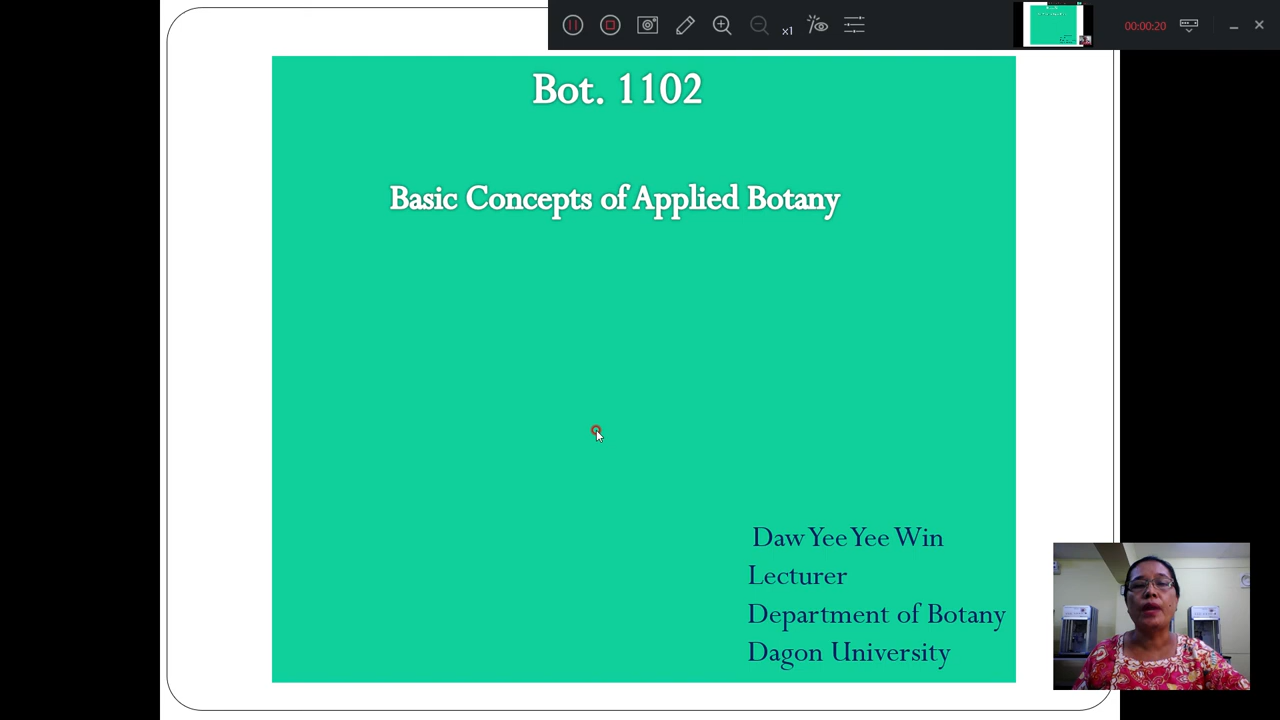 x1
00:00:20
Bot. 1102
Basic Concepts of Applied Botany
Daw Yee Yee Win
Lecturer
Department of Botany
Dagon University